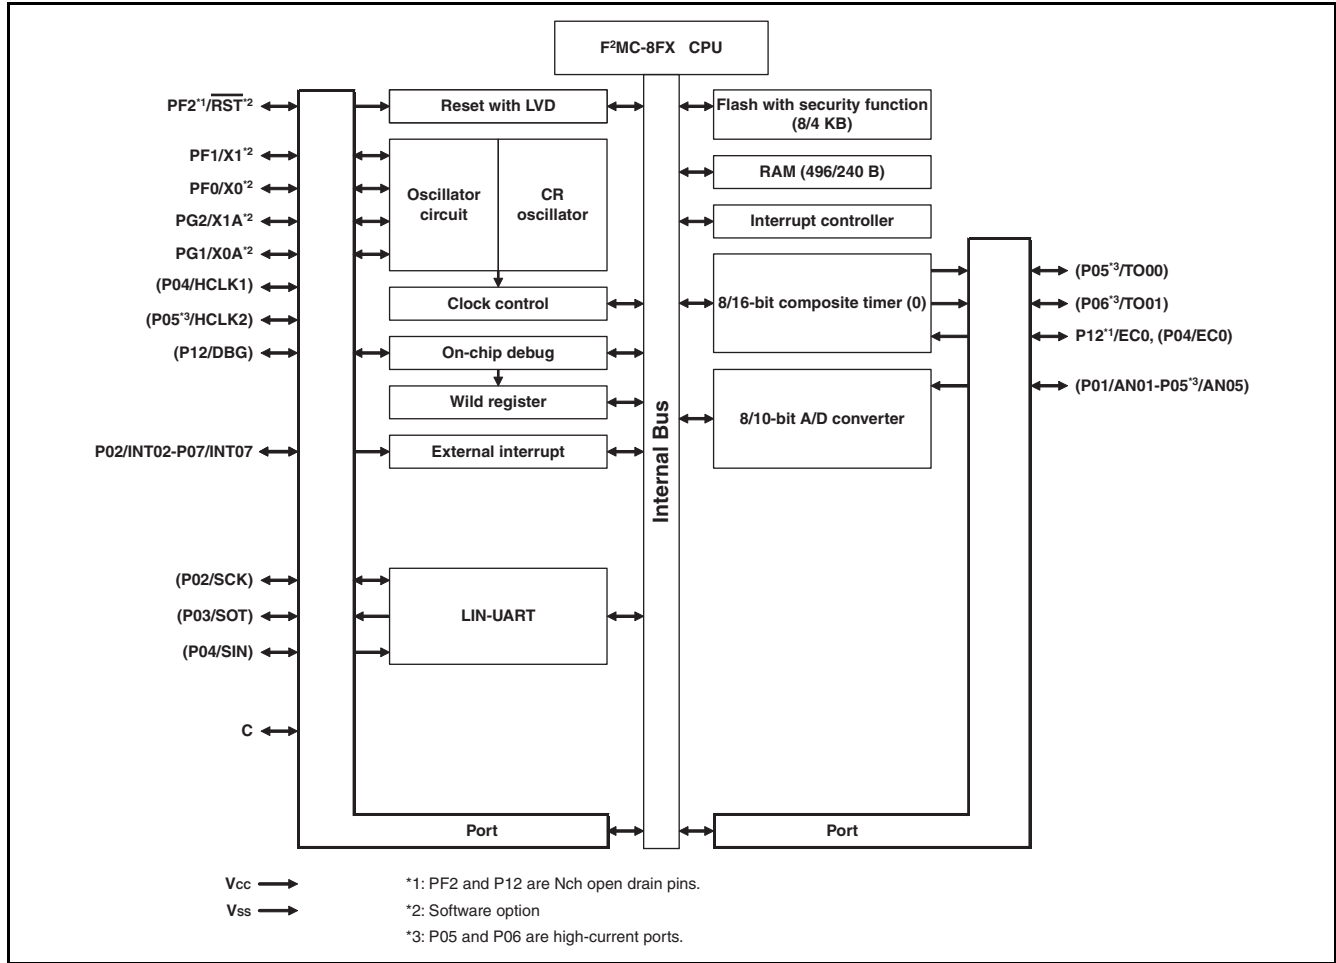 F²MC-8FX CPU
PF2*1/RST*2
PF1/X1*2
PF0/X0*2
PG2/X1A*2
PG1/X0A*2
(P04/HCLK1)
(P05*3/HCLK2)
(P12/DBG)
P02/INT02-P07/INT07
(P02/SCK)
(P03/SOT)
(P04/SIN)
C
Reset with LVD
Oscillator
circuit
CR
oscillator
Clock control
On-chip debug
Wild register
External interrupt
LIN-UART
Port
Internal Bus
Flash with security function
(8/4 KB)
RAM (496/240 B)
Interrupt controller
8/16-bit composite timer (0)
8/10-bit A/D converter
Port
(P05*3/TO00)
(P06*3/TO01)
P12*1/EC0, (P04/EC0)
(P01/AN01-P05*3/AN05)
Vcc
Vss
*1: PF2 and P12 are Nch open drain pins.
*2: Software option
*3: P05 and P06 are high-current ports.